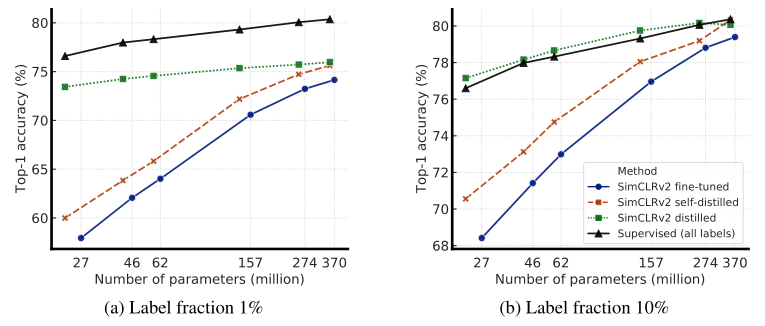 80
75
70
65
60
Top-1 accuracy (%)
27 46 62 157 274 370
Number of parameters (million)
(a) Label fraction 1%
80
78
76
74
72
70
68
Top-1 accuracy (%)
Method
SimCLRv2 fine-tuned
SimCLRv2 self-distilled
SimCLRv2 distilled
Supervised (all labels)
27 46 62 157 274 370
Number of parameters (million)
(b) Label fraction 10%